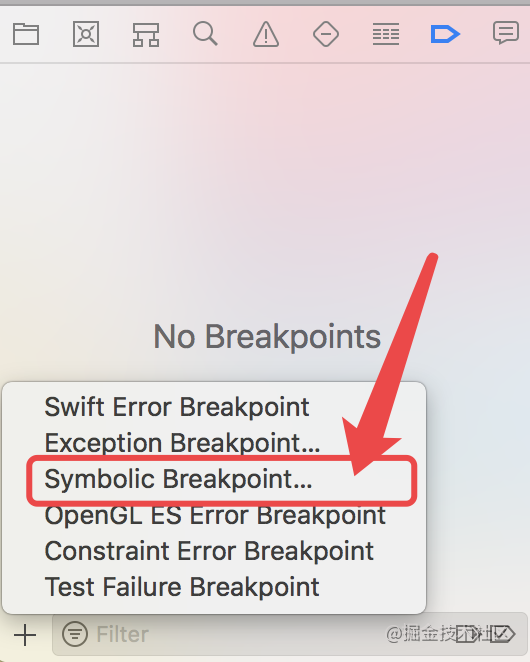 No Breakpoints
Swift Error Breakpoint
Exception Breakpoint...
Symbolic Breakpoint...
OpenGL ES Error Breakpoint
Constraint Error Breakpoint
Test Failure Breakpoint
Filter
@掘金技术社区